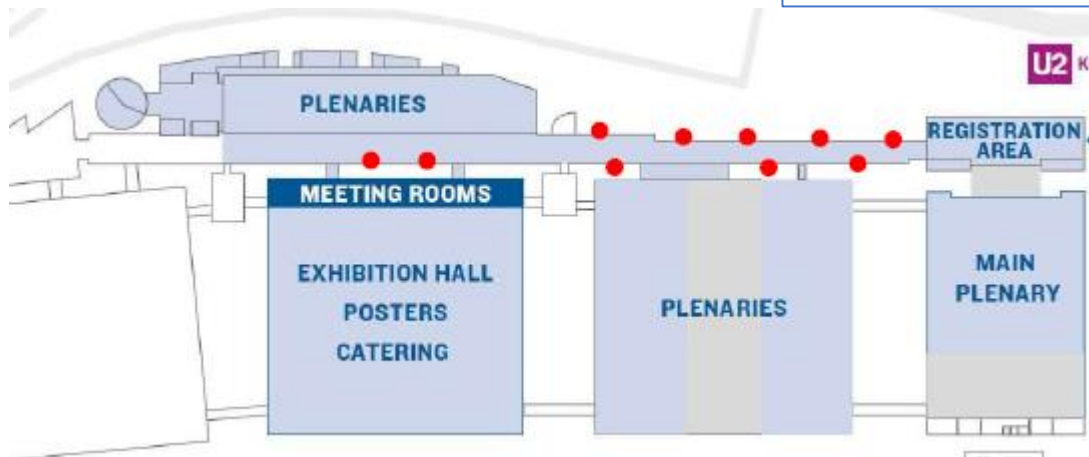 U2 K
PLENARIES
REGISTRATION
AREA
MEETING ROOMS
EXHIBITION HALL
POSTERS
CATERING
PLENARIES
MAIN
PLENARY